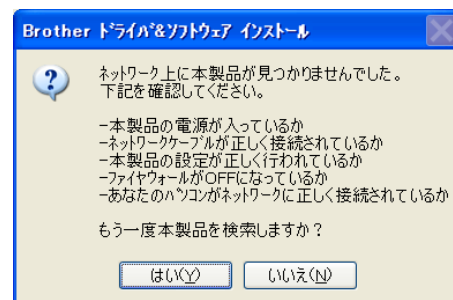 Brother ﾄﾞﾗｲﾊﾞ&ｿﾌﾄｳｪｱ ｲﾝｽﾄｰﾙ
ﾈｯﾄﾜｰｸ上に本製品が見つかりませんでした。
下記を確認してください。
-本製品の電源が入っているか
-ﾈｯﾄﾜｰｸｹｰﾌﾞﾙが正しく接続されているか
-本製品の設定が正しく行われているか
-ﾌｧｲﾔｳｫｰﾙがOFFになっているか
-あなたのﾊﾟｿｺﾝがﾈｯﾄﾜｰｸに正しく接続されているか
もう一度本製品を検索しますか？
はい(Y) いいえ(N)